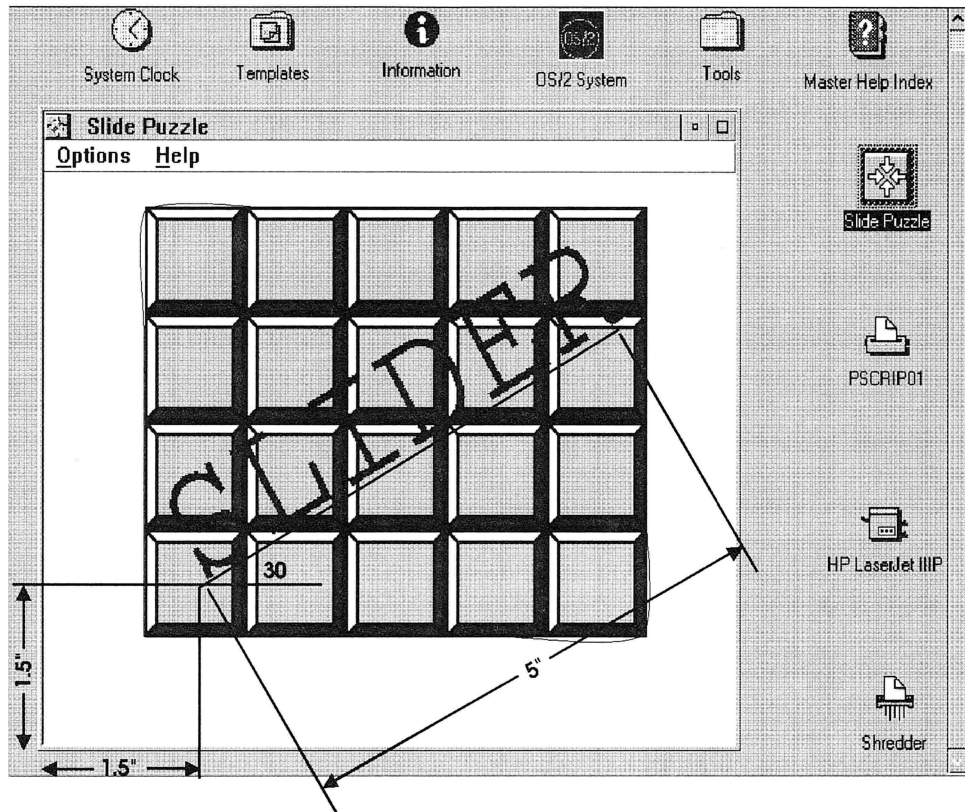 System Clock
Templates
Information
OS/2
OS/2 System
Tools
?
Master Help Index
Slide Puzzle
Options Help
Slide Puzzle
SLIDER
PSCRIP01
HP LaserJet IIIP
30
1.5"
5"
Shredder
1.5"